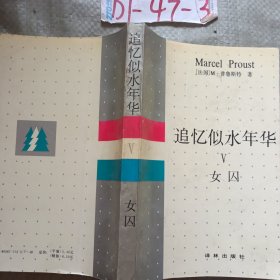 D1-47-3
Marcel Proust
[法国]M·普鲁斯特 著
追忆似水年华
V
女囚
译林出版社
追忆似水年华
V
女囚